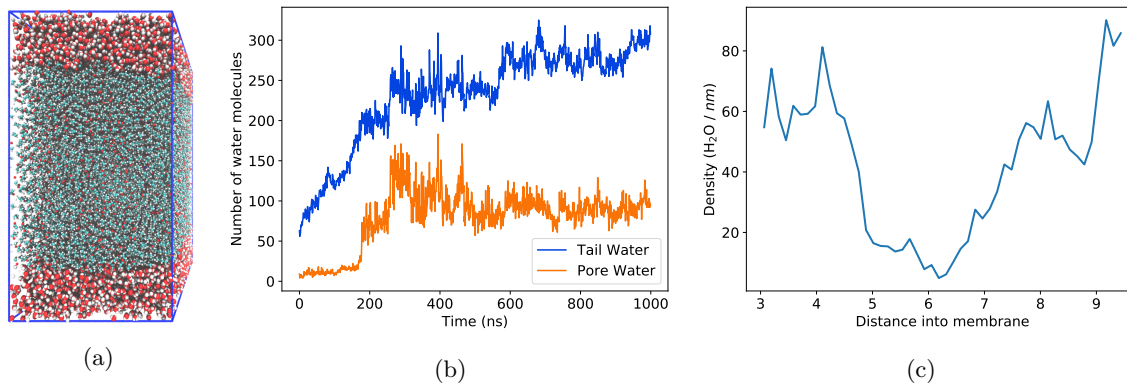 Number of water molecules
300
250
200
150
100
50
0
0 200 400 600 800 1000
Time (ns)
Tail Water
Pore Water
Density (H₂O / nm)
80
60
40
20
3 4 5 6 7 8 9
Distance into membrane
(a)
(b)
(c)